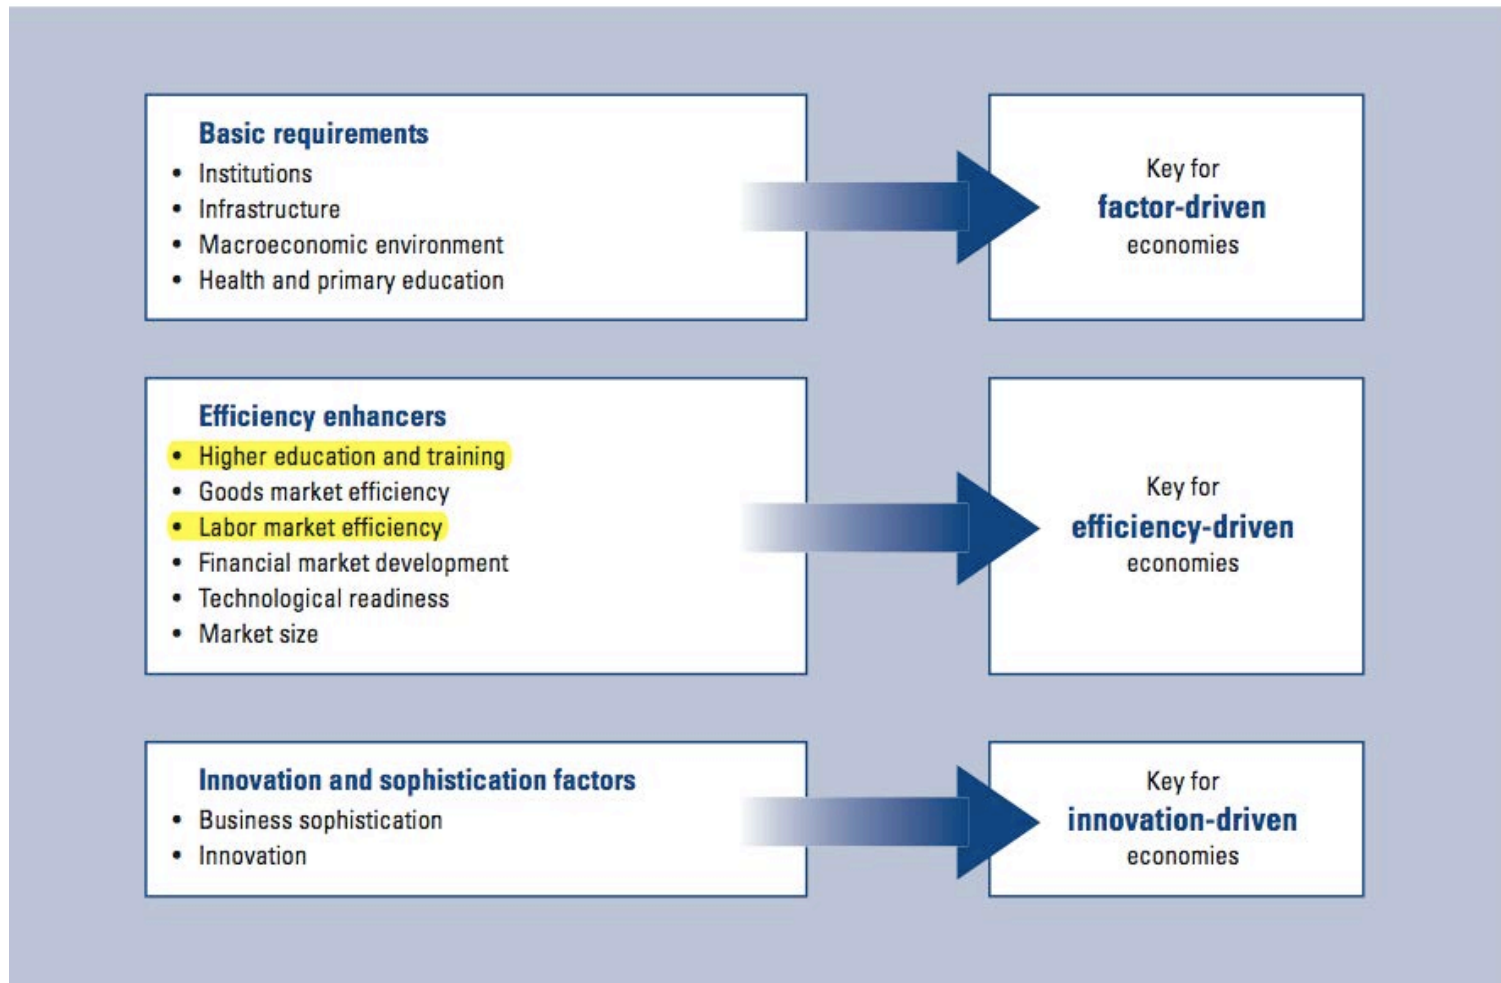 Basic requirements
• Institutions
• Infrastructure
• Macroeconomic environment
• Health and primary education
Key for
factor-driven
economies
Efficiency enhancers
• Higher education and training
• Goods market efficiency
• Labor market efficiency
• Financial market development
• Technological readiness
• Market size
Key for
efficiency-driven
economies
Innovation and sophistication factors
• Business sophistication
• Innovation
Key for
innovation-driven
economies